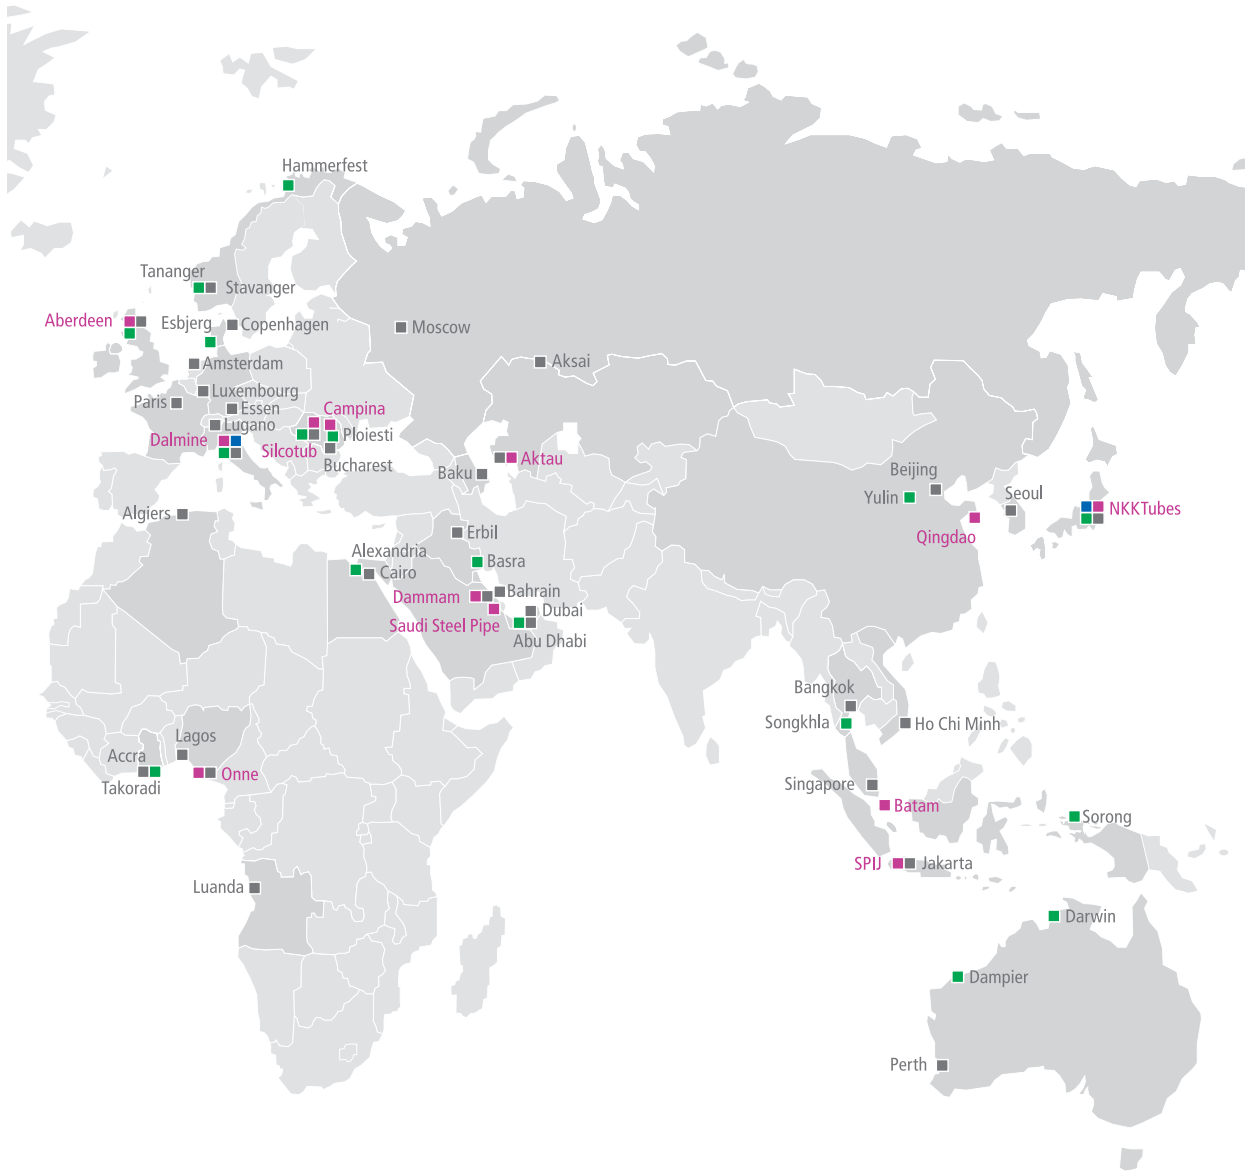 Hammerfest
Tananger
Stavanger
Aberdeen
Esbjerg
Copenhagen
Moscow
Amsterdam
Aksai
Luxembourg
Paris
Essen
Campina
Lugano
Dalmine
Silcotub
Ploiesti
Bucharest
Aktau
Baku
Beijing
Yulin
Seoul
NKKTubes
Qingdao
Algiers
Erbil
Alexandria
Cairo
Basra
Dammam
Bahrain
Dubai
Saudi Steel Pipe
Abu Dhabi
Bangkok
Songkhla
Ho Chi Minh
Lagos
Accra
Takoradi
Onne
Singapore
Batam
Sorong
SPIJ
Jakarta
Luanda
Darwin
Dampier
Perth